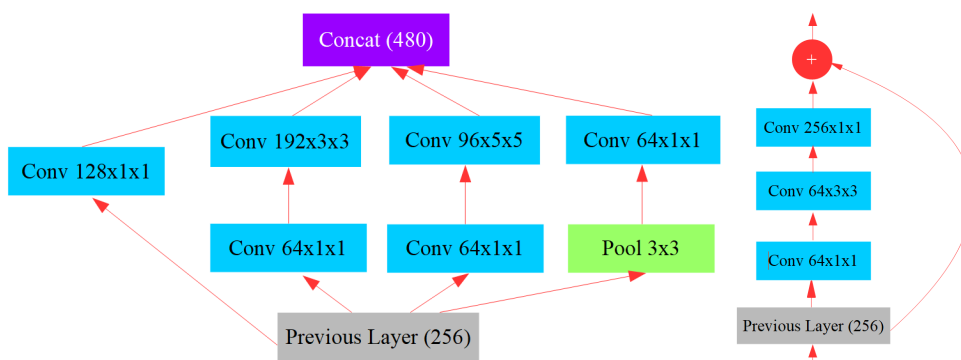 Concat (480)
Conv 128x1x1
Conv 192x3x3
Conv 96x5x5
Conv 64x1x1
Conv 64x1x1
Conv 64x1x1
Pool 3x3
Previous Layer (256)
+
Conv 256x1x1
Conv 64x3x3
Conv 64x1x1
Previous Layer (256)